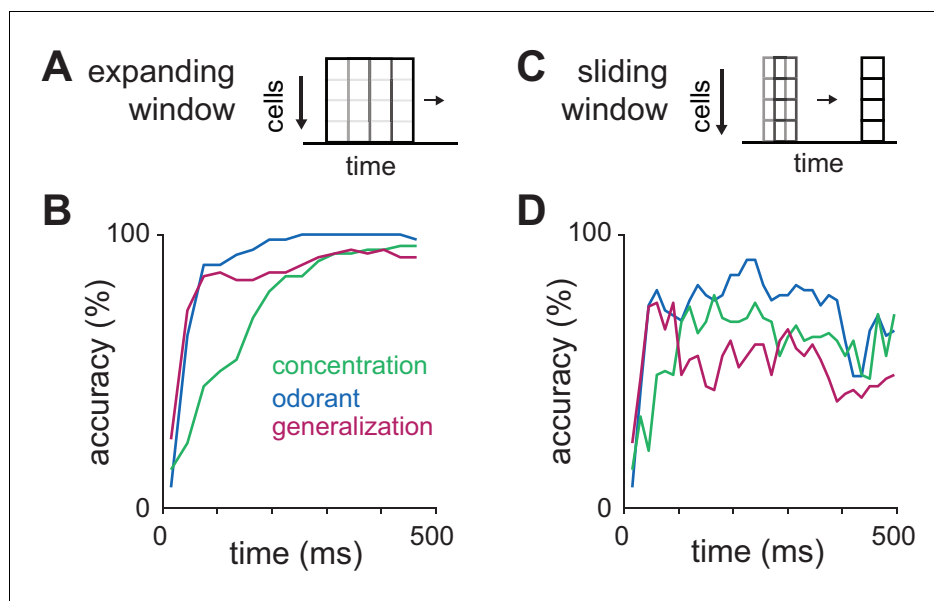 A
expanding
window
cells
time
C
sliding
window
cells
time
B
100
accuracy (%)
0
concentration
odorant
generalization
0
500
time (ms)
D
100
accuracy (%)
0
0
500
time (ms)